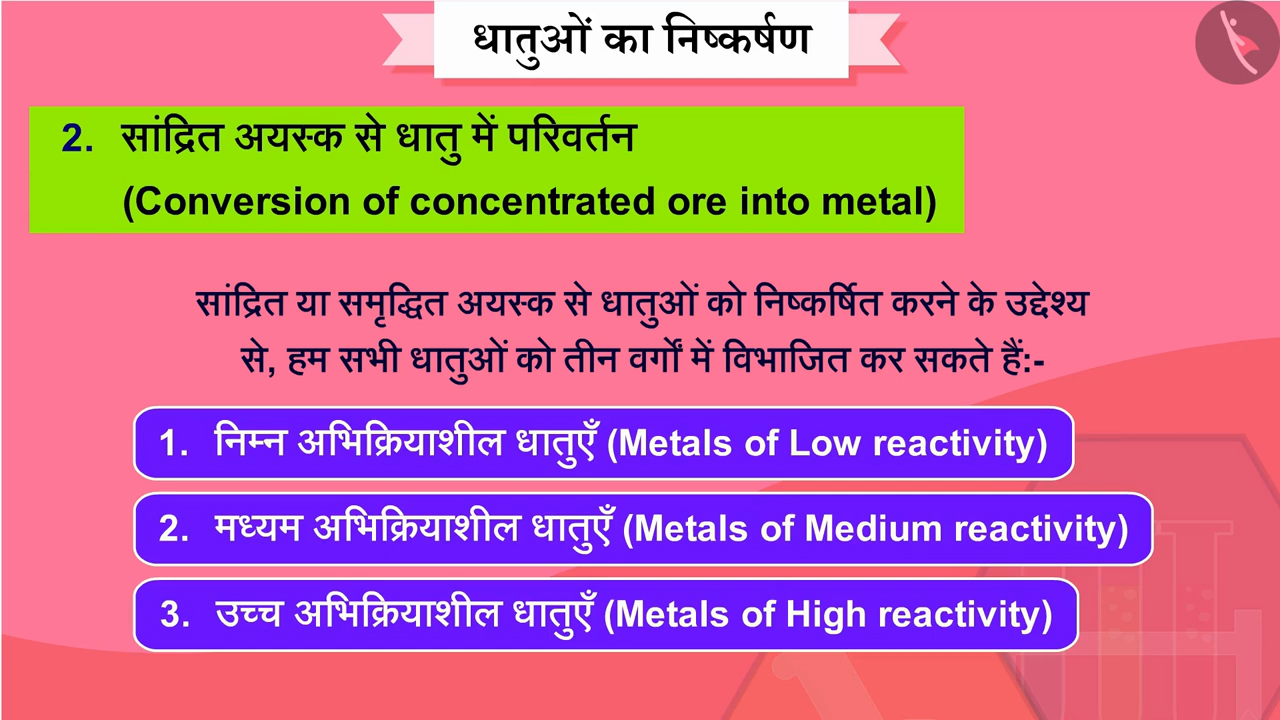 धातुओं का निष्कर्षण
2. सांद्रित अयस्क से धातु में परिवर्तन
(Conversion of concentrated ore into metal)
सांद्रित या समृद्धित अयस्क से धातुओं को निष्कर्षित करने के उद्देश्य
से, हम सभी धातुओं को तीन वर्गों में विभाजित कर सकते हैं:-
1. निम्न अभिक्रियाशील धातुएँ (Metals of Low reactivity)
2. मध्यम अभिक्रियाशील धातुएँ (Metals of Medium reactivity)
3. उच्च अभिक्रियाशील धातुएँ (Metals of High reactivity)